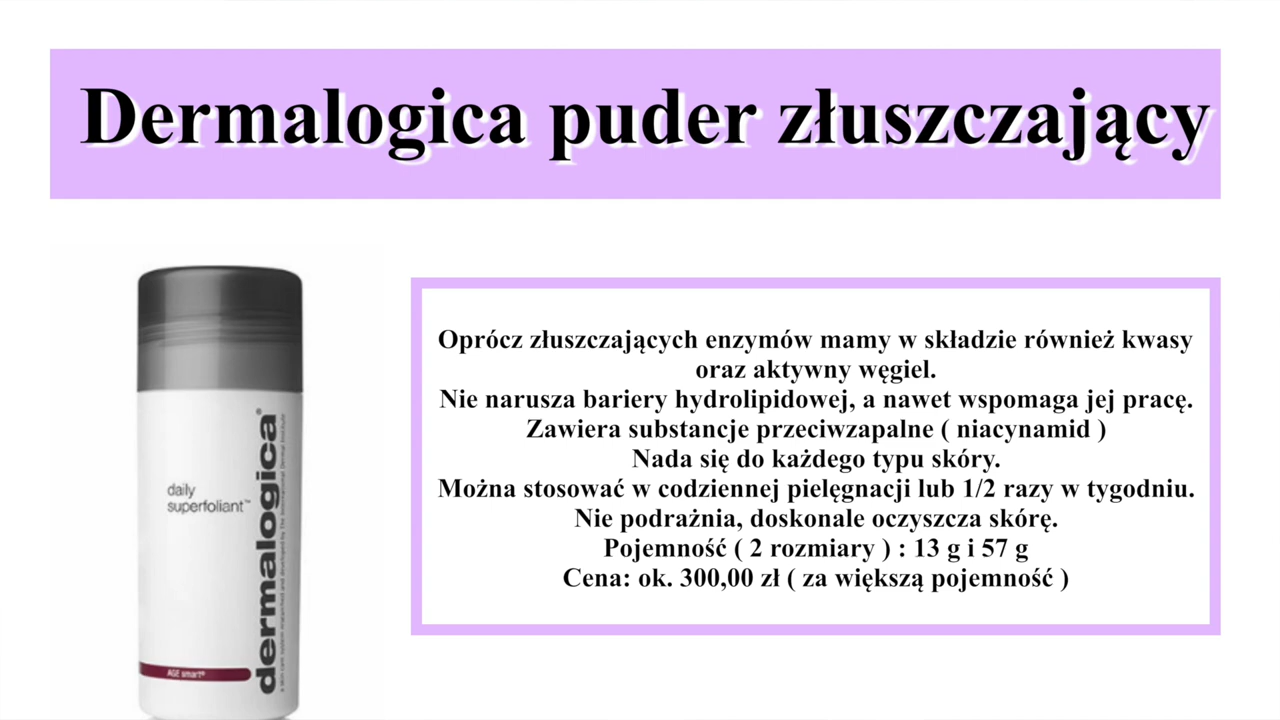 Dermalogica puder złuszczający
Oprócz złuszczających enzymów mamy w składzie również kwasy
oraz aktywny węgiel.
Nie narusza bariery hydrolipidowej, a nawet wspomaga jej pracę.
Zawiera substancje przeciwzapalne ( niacynamid )
Nada się do każdego typu skóry.
Można stosować w codziennej pielęgnacji lub 1/2 razy w tygodniu.
Nie podrażnia, doskonale oczyszcza skórę.
Pojemność ( 2 rozmiary ) : 13 g i 57 g
Cena: ok. 300,00 zł ( za większą pojemność )
daily
superfoliant™
dermalogica®
AGE smart®